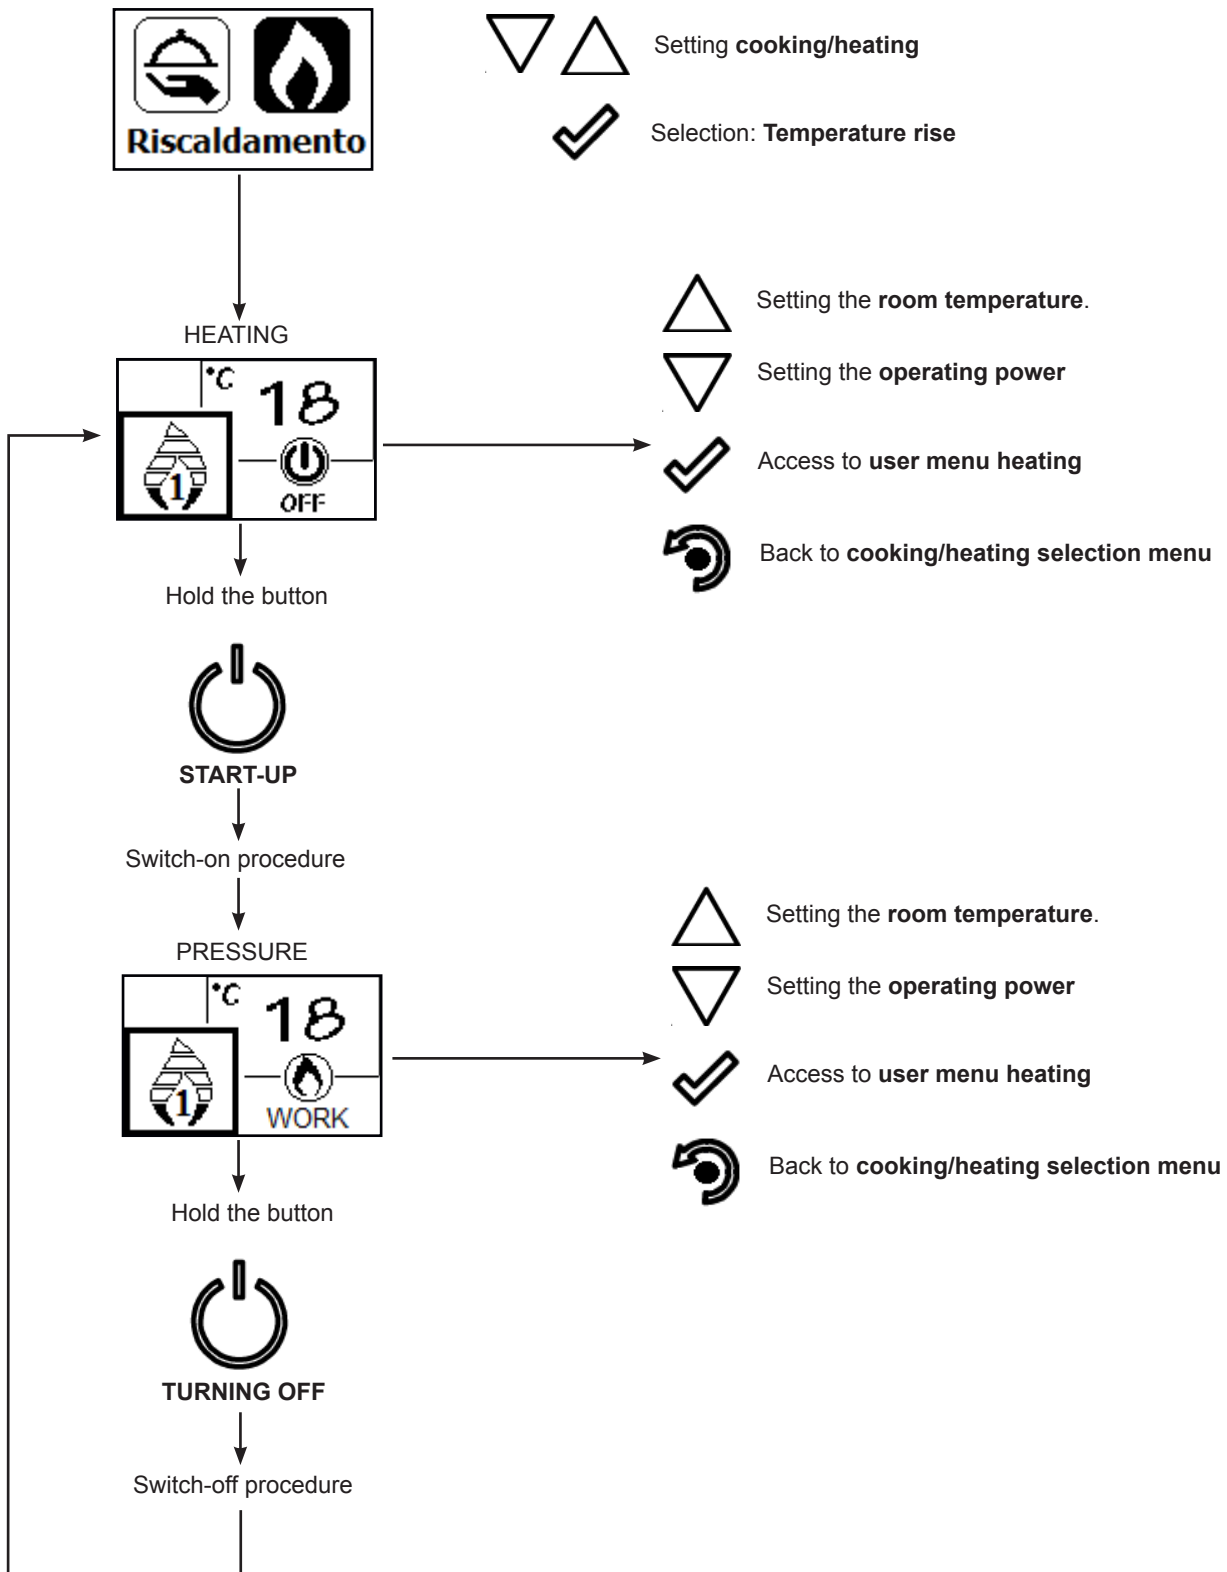 Riscaldamento
Setting cooking/heating
Selection: Temperature rise
HEATING
°C 18
1
OFF
Setting the room temperature.
Setting the operating power
Access to user menu heating
Back to cooking/heating selection menu
Hold the button
START-UP
Switch-on procedure
PRESSURE
°C 18
1
WORK
Setting the room temperature.
Setting the operating power
Access to user menu heating
Back to cooking/heating selection menu
Hold the button
TURNING OFF
Switch-off procedure